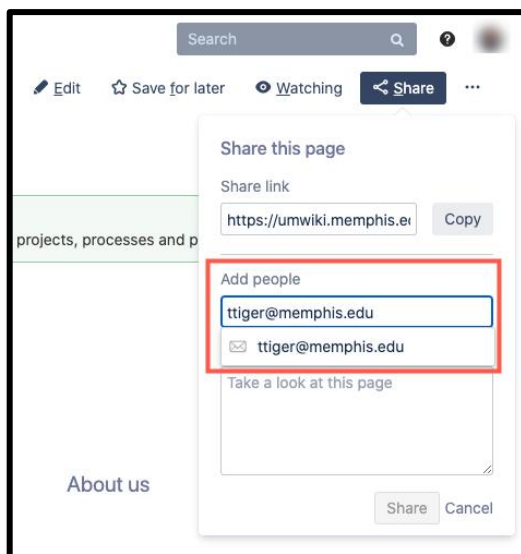 Search
Edit Save for later Watching Share
Share this page
Share link
https://umwiki.memphis.e Copy
projects, processes and p
Add people
ttiger@memphis.edu
ttiger@memphis.edu
Take a look at this page
About us
Share Cancel